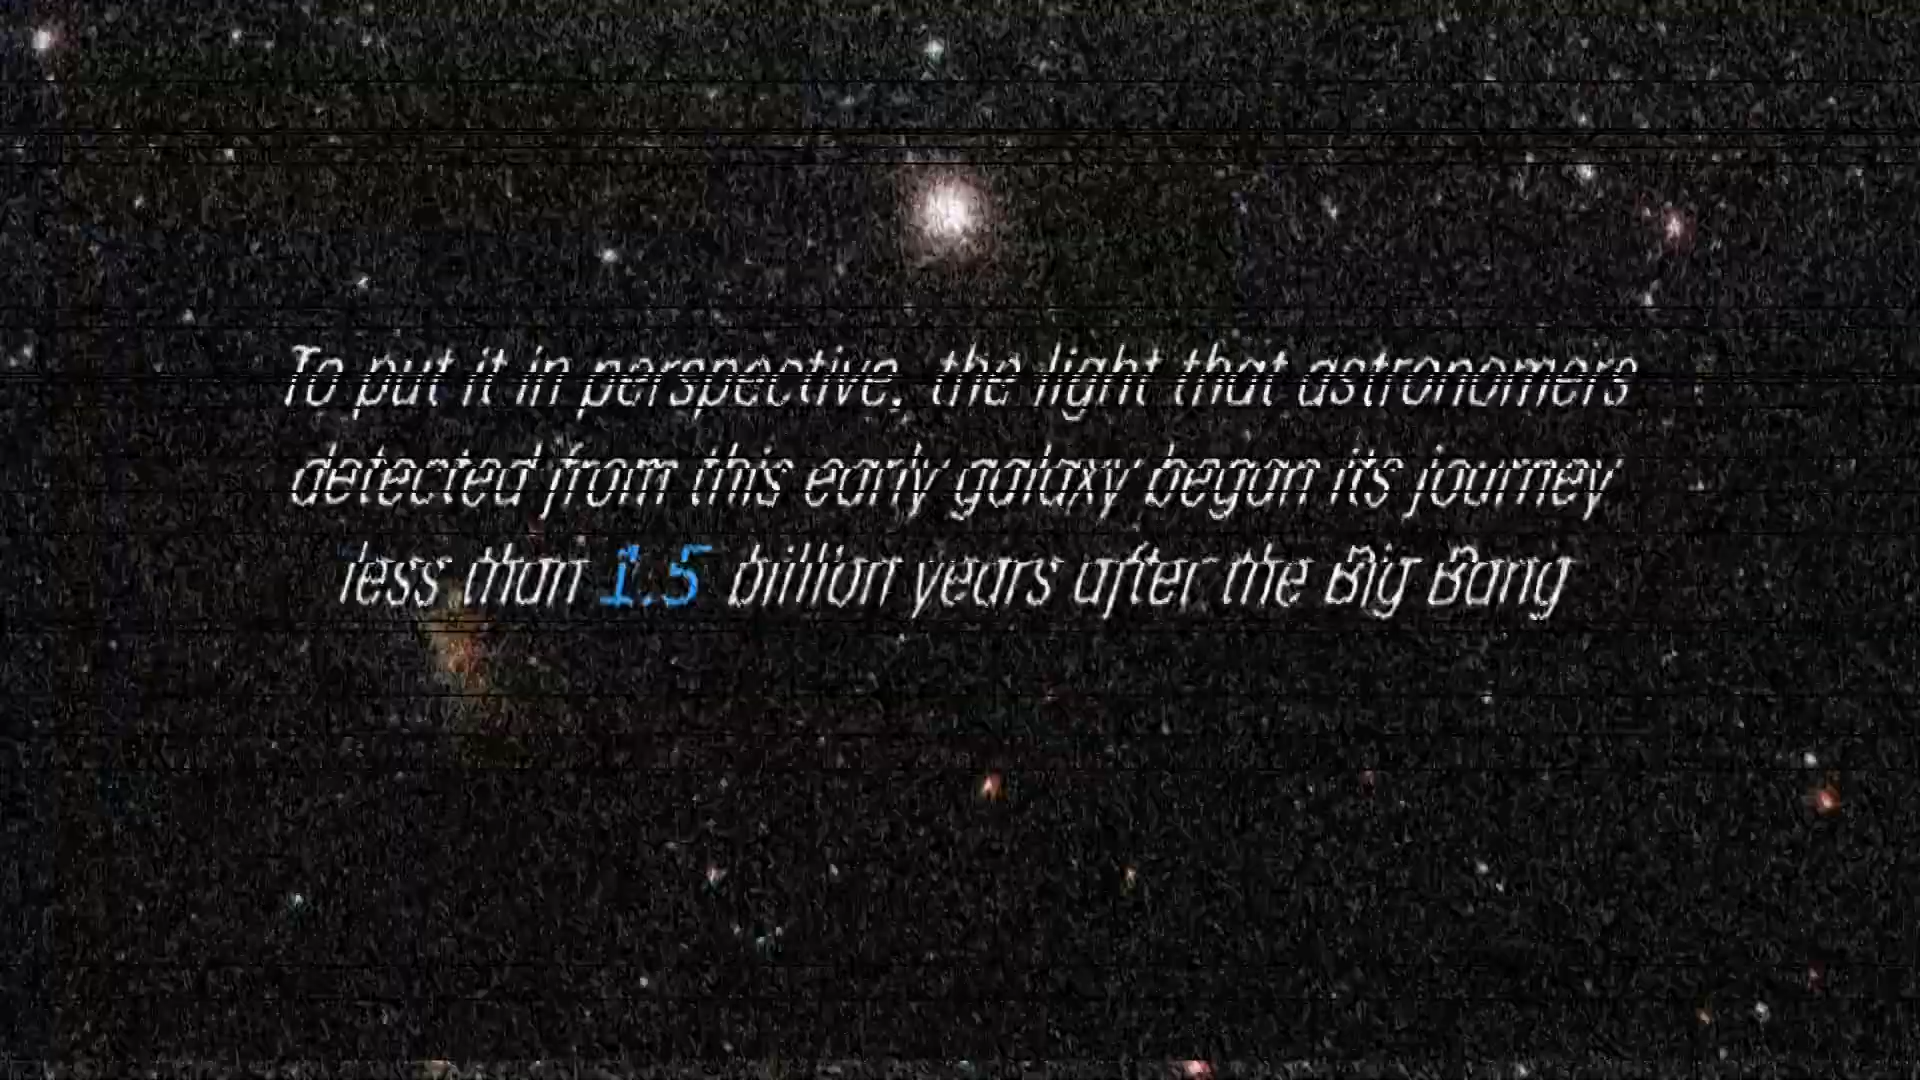 To put it in perspective, the light that astronomers
detected from this early galaxy began its journey
less than 1.5 billion years after the Big Bang